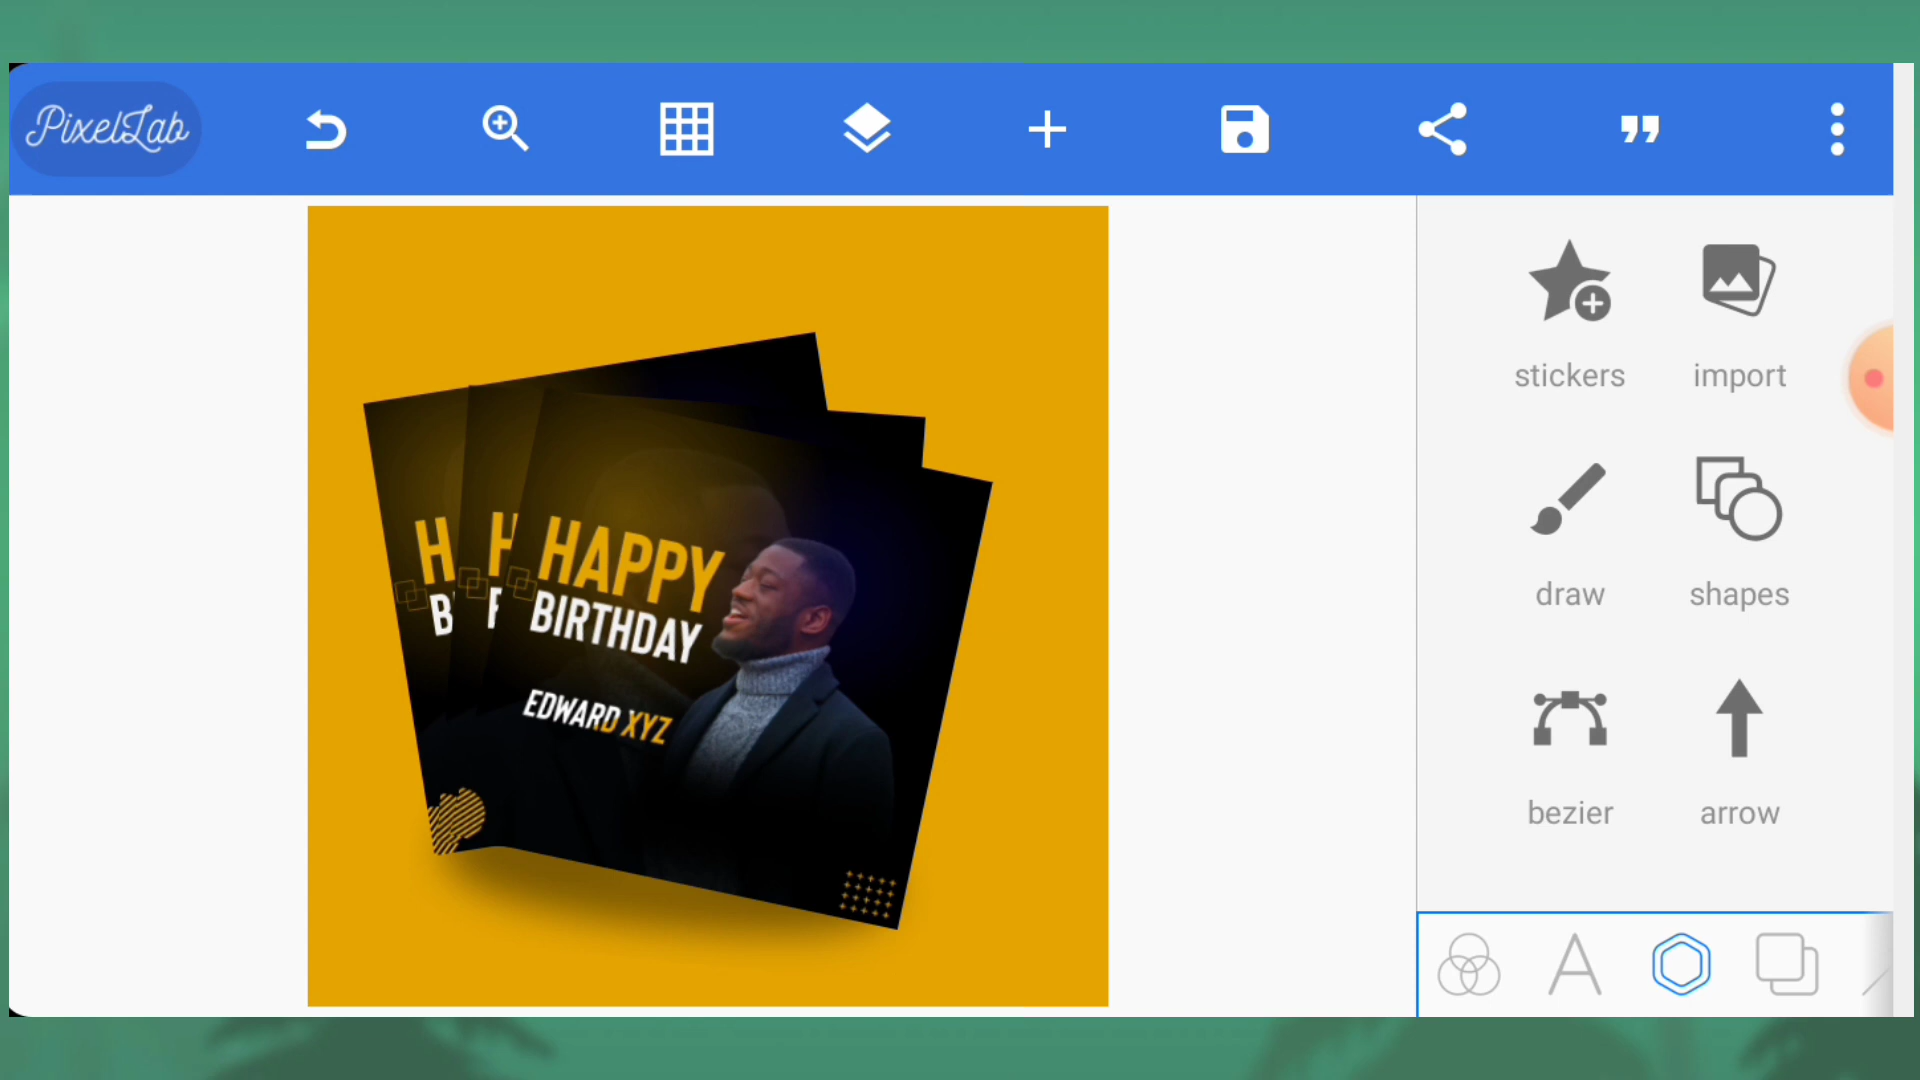 PixelLab
stickers
import
draw
shapes
bezier
arrow
H
B
H
HAPPY
BIRTHDAY
EDWARD XYZ